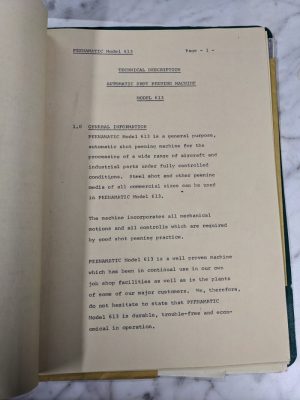 PEENAMATIC Model 613 Page - 1 -
TECHNICAL DESCRIPTION
AUTOMATIC SHOT PEENING MACHINE
MODEL 613
1.0 GENERAL INFORMATION
PEENAMATIC Model 613 is a general purpose,
automatic shot peening machine for the
processing of a wide range of aircraft and
industrial parts under fully controlled
conditions. Steel shot and other peening
media of all commercial sizes can be used
in PEENAMATIC Model 613.
The machine incorporates all mechanical
motions and all controls which are required
by good shot peening practice.
PEENAMATIC Model 613 is a well proven machine
which has been in continual use in our own
job shop facilities as well as in the plants
of some of our major customers. We, therefore,
do not hesitate to state that PEENAMATIC
Model 613 is durable, trouble-free and econ-
omical in operation.